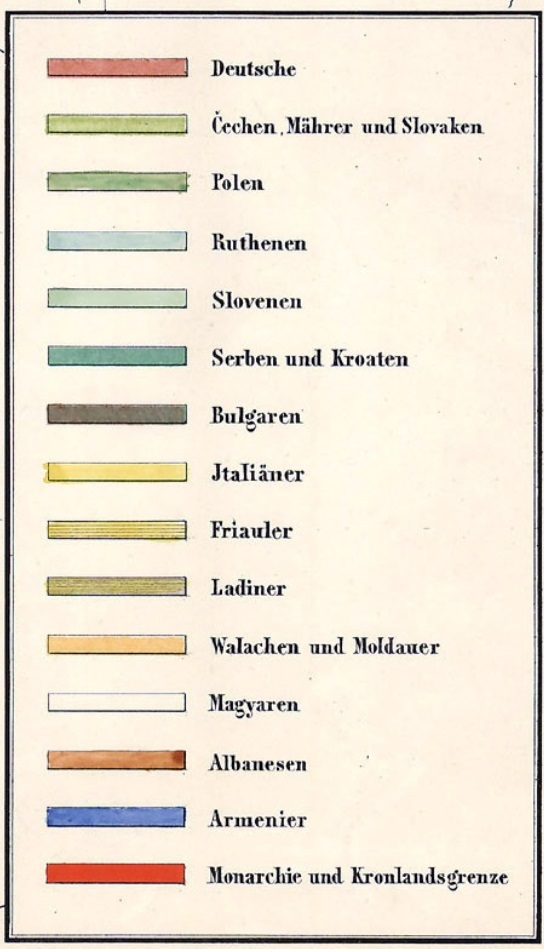 Deutsche
Čechen, Mährer und Slovaken
Polen
Ruthenen
Slovenen
Serben und Kroaten
Bulgaren
Jtaliäner
Friauler
Ladiner
Walachen und Moldauer
Magyaren
Albanesen
Armenier
Monarchie und Kronlandsgrenze